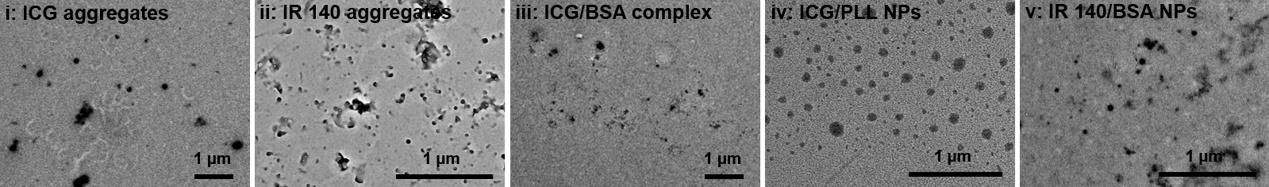 i: ICG aggregates
ii: IR 140 aggregates
iii: ICG/BSA complex
iv: ICG/PLL NPs
v: IR 140/BSA NPs
1 µm
1 µm
1 µm
1 µm
1 µm